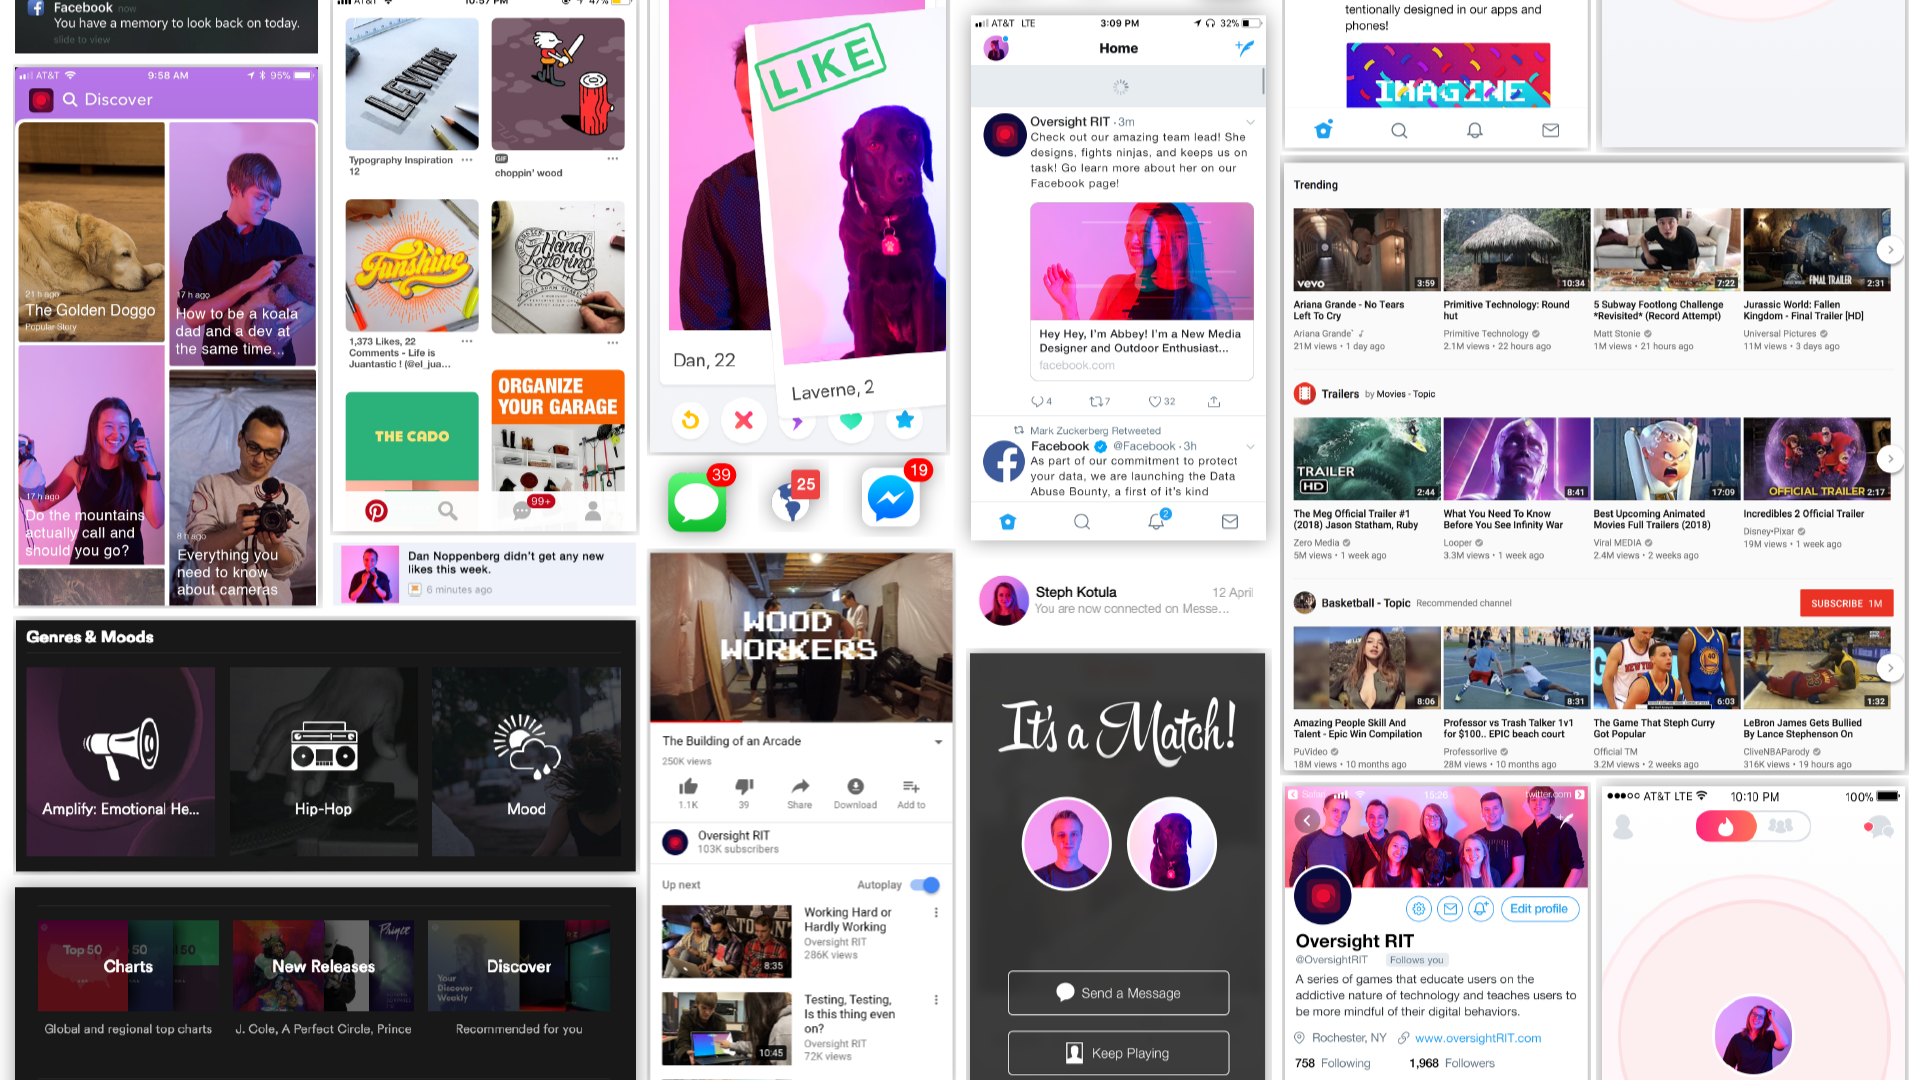 Facebook now
You have a memory to look back on today.
slide to view
AT&T
9:58 AM
95%
Discover
21 h ago
The Golden Doggo
Popular Story
17 h ago
How to be a koala
dad and a dev at
the same time...
17 h ago
Do the mountains
actually call and
should you go?
8 h ago
Everything you
need to know
about cameras
AT&T
10:57 PM
47%
LEVITATE
Typography Inspiration
12
GIF
choppin' wood
Funshine
Hand
Lettering
1,373 Likes, 22
Comments - Life is
Juantastic ! (@el_jua...
THE CADO
ORGANIZE
YOUR GARAGE
99+
Dan Noppenberg didn't get any new
likes this week.
6 minutes ago
LIKE
Dan, 22
Laverne, 2
39
25
19
AT&T LTE
3:09 PM
32%
Home
Oversight RIT · 3m
Check out our amazing team lead! She
designs, fights ninjas, and keeps us on
task! Go learn more about her on our
Facebook page!
Hey Hey, I'm Abbey! I'm a New Media
Designer and Outdoor Enthusiast...
facebook.com
4
7
32
Mark Zuckerberg Retweeted
Facebook @Facebook · 3h
As part of our commitment to protect
your data, we are launching the Data
Abuse Bounty, a first of it's kind
2
Steph Kotula
12 April
You are now connected on Messe...
tentionally designed in our apps and
phones!
IMAGINE
Trending
vevo
3:59
10:34
7:22
FINAL TRAILER
2:31
Ariana Grande - No Tears
Left To Cry
Ariana Grande
21M views • 1 day ago
Primitive Technology: Round
hut
Primitive Technology
2.1M views • 22 hours ago
5 Subway Footlong Challenge
*Revisited* (Record Attempt)
Matt Stonie
1M views • 21 hours ago
Jurassic World: Fallen
Kingdom - Final Trailer [HD]
Universal Pictures
11M views • 3 days ago
Trailers by Movies - Topic
TRAILER
HD
2:44
8:41
17:09
OFFICIAL TRAILER
2:17
The Meg Official Trailer #1
(2018) Jason Statham, Ruby
Zero Media
5M views • 1 week ago
What You Need To Know
Before You See Infinity War
Looper
3.3M views • 1 week ago
Best Upcoming Animated
Movies Full Trailers (2018)
Viral MEDIA
2.4M views • 2 weeks ago
Incredibles 2 Official Trailer
Disney•Pixar
19M views • 1 week ago
Basketball - Topic Recommended channel
SUBSCRIBE 1M
8:06
8:31
NEW YORK
30
40
6:03
23
1:32
Amazing People Skill And
Talent - Epic Win Compilation
PuVideo
18M views • 10 months ago
Professor vs Trash Talker 1v1
for $100.. EPIC beach court
Professorlive
28M views • 10 months ago
The Game That Steph Curry
Got Popular
Official TM
3.2M views • 2 weeks ago
LeBron James Gets Bullied
By Lance Stephenson On
CliveNBAParody
316K views • 19 hours ago
Genres & Moods
Amplify: Emotional He...
Hip-Hop
Mood
Top 50
50
50
Charts
Global and regional top charts
Prince
New Releases
J. Cole, A Perfect Circle, Prince
Your
Discover
Weekly
Discover
Recommended for you
WOOD
WORKERS
The Building of an Arcade
250K views
1.1K
39
Share
Download
Add to
Oversight RIT
103K subscribers
Up next
Autoplay
8:35
Working Hard or
Hardly Working
Oversight RIT
286K views
10:45
Testing, Testing,
Is this thing even
on?
Oversight RIT
72K views
It's a Match!
Send a Message
Keep Playing
Safari
15:26
twitter.com
Edit profile
Oversight RIT
@OversightRIT
Follows you
A series of games that educate users on the
addictive nature of technology and teaches users to
be more mindful of their digital behaviors.
Rochester, NY
www.oversightRIT.com
758 Following
1,968 Followers
AT&T LTE
10:10 PM
100%